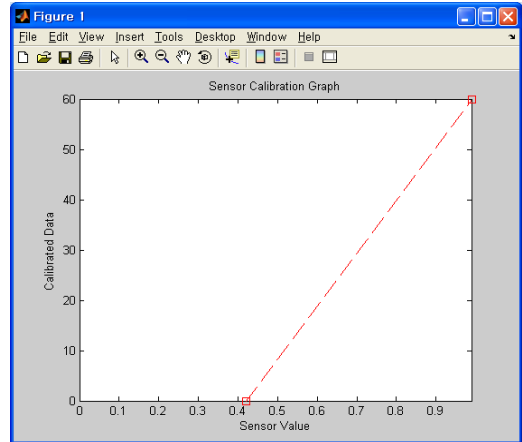 Figure 1
File Edit View Insert Tools Desktop Window Help
Sensor Calibration Graph
60
50
40
30
20
10
0
Calibrated Data
0 0.1 0.2 0.3 0.4 0.5 0.6 0.7 0.8 0.9
Sensor Value